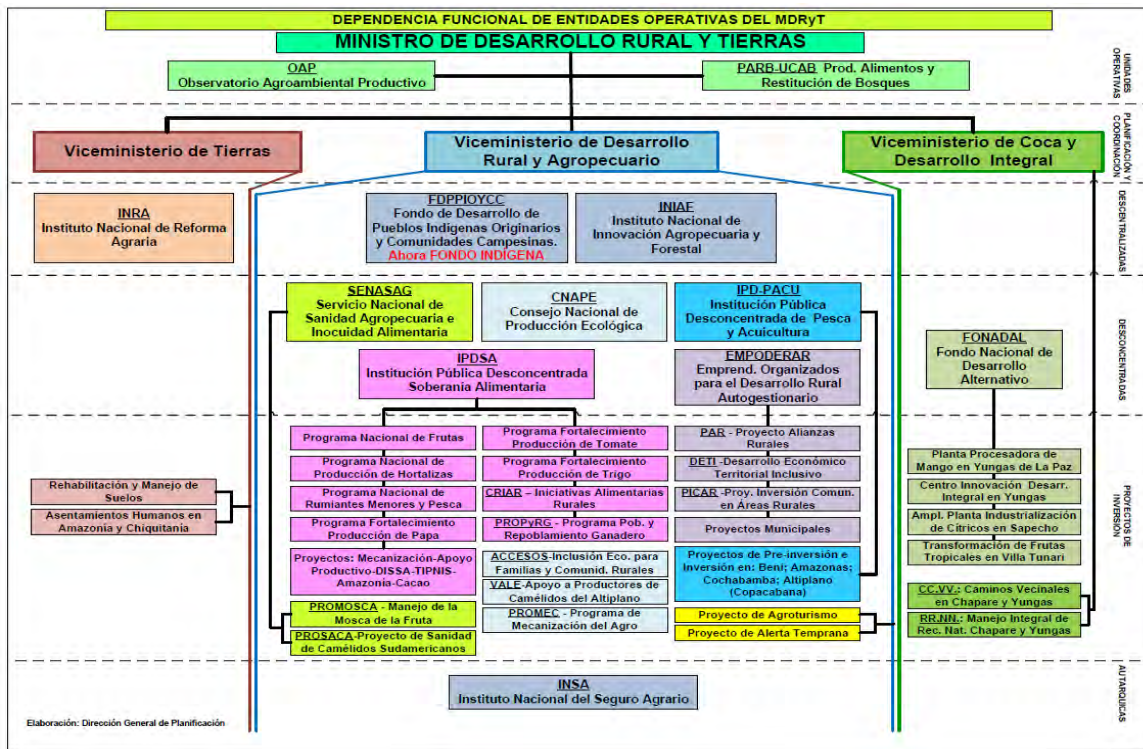 DEPENDENCIA FUNCIONAL DE ENTIDADES OPERATIVAS DEL MDRyT
MINISTRO DE DESARROLLO RURAL Y TIERRAS
OAP
Observatorio Agroambiental Productivo
PARB-UCAB Prod. Alimentos y
Restitución de Bosques
UNIDADES
OPERATIVAS
Viceministerio de Tierras
Viceministerio de Desarrollo
Rural y Agropecuario
Viceministerio de Coca y
Desarrollo Integral
PLANIFICACIÓN Y
COORDINACIÓN
INRA
Instituto Nacional de Reforma
Agraria
FDPPIOYCC
Fondo de Desarrollo de
Pueblos Indígenas Originarios
y Comunidades Campesinas.
Ahora FONDO INDÍGENA
INIAF
Instituto Nacional de
Innovación Agropecuaria y
Forestal
DESCENTRALIZADAS
SENASAG
Servicio Nacional de
Sanidad Agropecuaria e
Inocuidad Alimentaria
CNAPE
Consejo Nacional de
Producción Ecológica
IPD-PACU
Institución Pública
Desconcentrada de Pesca
y Acuicultura
IPDSA
Institución Pública Desconcentrada
Soberanía Alimentaria
EMPODERAR
Emprend. Organizados
para el Desarrollo Rural
Autogestionario
FONADAL
Fondo Nacional de
Desarrollo
Alternativo
DESCONCENTRADAS
Rehabilitación y Manejo de
Suelos
Asentamientos Humanos en
Amazonía y Chiquitanía
Programa Nacional de Frutas
Programa Nacional de
Producción de Hortalizas
Programa Nacional de
Rumiantes Menores y Pesca
Programa Fortalecimiento
Producción de Papa
Proyectos: Mecanización-Apoyo
Productivo-DISSA-TIPNIS-
Amazonía-Cacao
PROMOSCA - Manejo de la
Mosca de la Fruta
PROSACA-Proyecto de Sanidad
de Camélidos Sudamericanos
Programa Fortalecimiento
Producción de Tomate
Programa Fortalecimiento
Producción de Trigo
CRIAR – Iniciativas Alimentarias
Rurales
PROPyRG - Programa Pob. y
Repoblamiento Ganadero
ACCESOS-Inclusión Eco. para
Familias y Comunid. Rurales
VALE-Apoyo a Productores de
Camélidos del Altiplano
PROMEC - Programa de
Mecanización del Agro
PAR - Proyecto Alianzas
Rurales
DETI -Desarrollo Económico
Territorial Inclusivo
PICAR -Proy. Inversión Comun.
en Areas Rurales
Proyectos Municipales
Proyectos de Pre-inversión e
Inversión en: Beni; Amazonas;
Cochabamba; Altiplano
(Copacabana)
Proyecto de Agroturismo
Proyecto de Alerta Temprana
Planta Procesadora de
Mango en Yungas de La Paz
Centro Innovación Desarr.
Integral en Yungas
Ampl. Planta Industrialización
de Cítricos en Sapecho
Transformación de Frutas
Tropicales en Villa Tunari
CC.VV.: Caminos Vecinales
en Chapare y Yungas
RR.NN.: Manejo Integral de
Rec. Nat. Chapare y Yungas
PROYECTOS DE
INVERSIÓN
INSA
Instituto Nacional del Seguro Agrario
AUTARQUICAS
Elaboración: Dirección General de Planificación